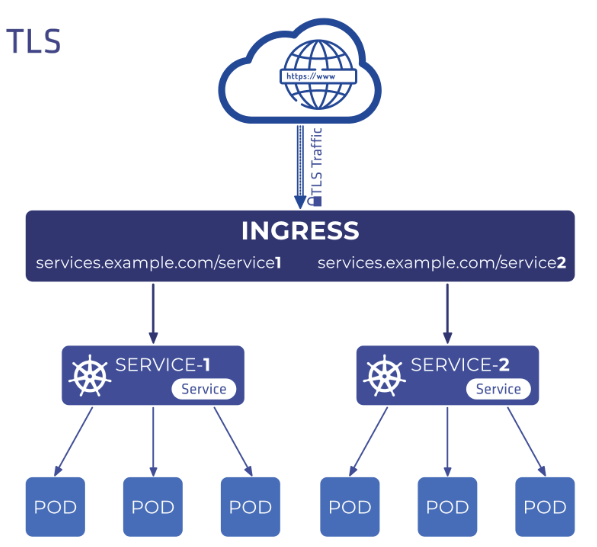 TLS
https://www
TLS Traffic
INGRESS
services.example.com/service1
services.example.com/service2
SERVICE-1
Service
SERVICE-2
Service
POD
POD
POD
POD
POD
POD